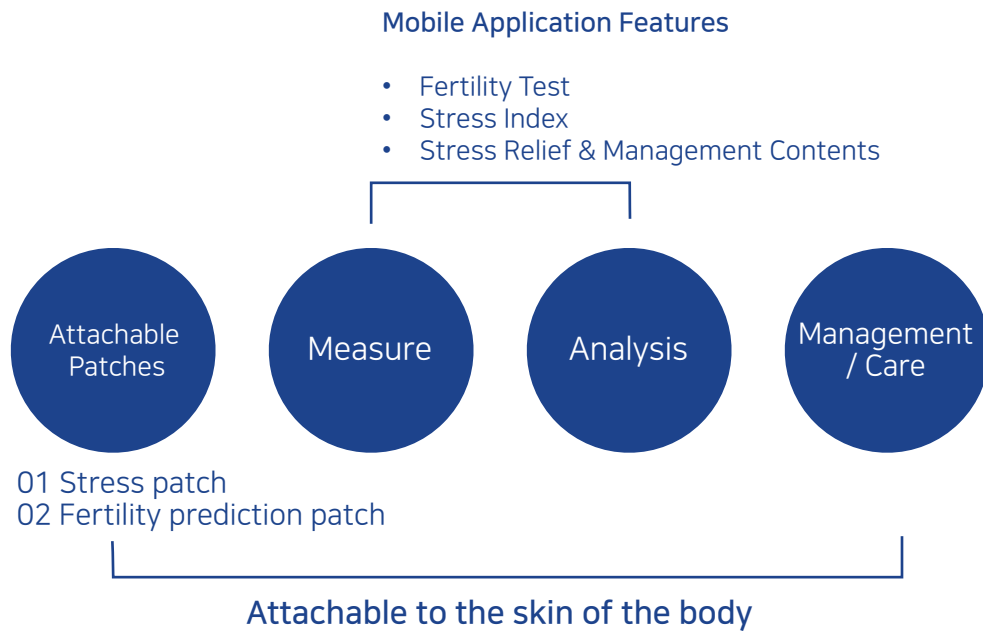 Mobile Application Features
• Fertility Test
• Stress Index
• Stress Relief & Management Contents
Attachable
Patches
Measure
Analysis
Management
/ Care
01 Stress patch
02 Fertility prediction patch
Attachable to the skin of the body